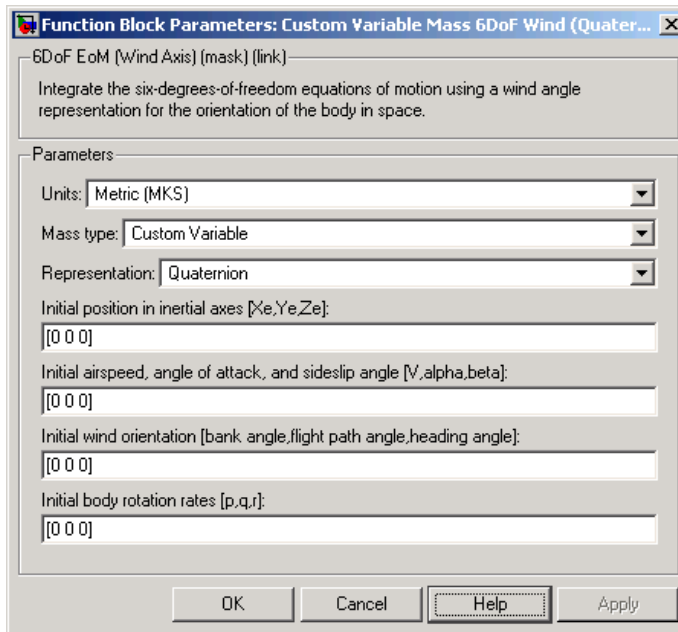 Function Block Parameters: Custom Variable Mass 6DoF Wind (Quater...
6DoF EoM (Wind Axis) (mask) (link)
Integrate the six-degrees-of-freedom equations of motion using a wind angle
representation for the orientation of the body in space.
Parameters
Units: Metric (MKS)
Mass type: Custom Variable
Representation: Quaternion
Initial position in inertial axes [Xe,Ye,Ze]:
[0 0 0]
Initial airspeed, angle of attack, and sideslip angle [V,alpha,beta]:
[0 0 0]
Initial wind orientation [bank angle,flight path angle,heading angle]:
[0 0 0]
Initial body rotation rates [p,q,r]:
[0 0 0]
OK Cancel Help Apply